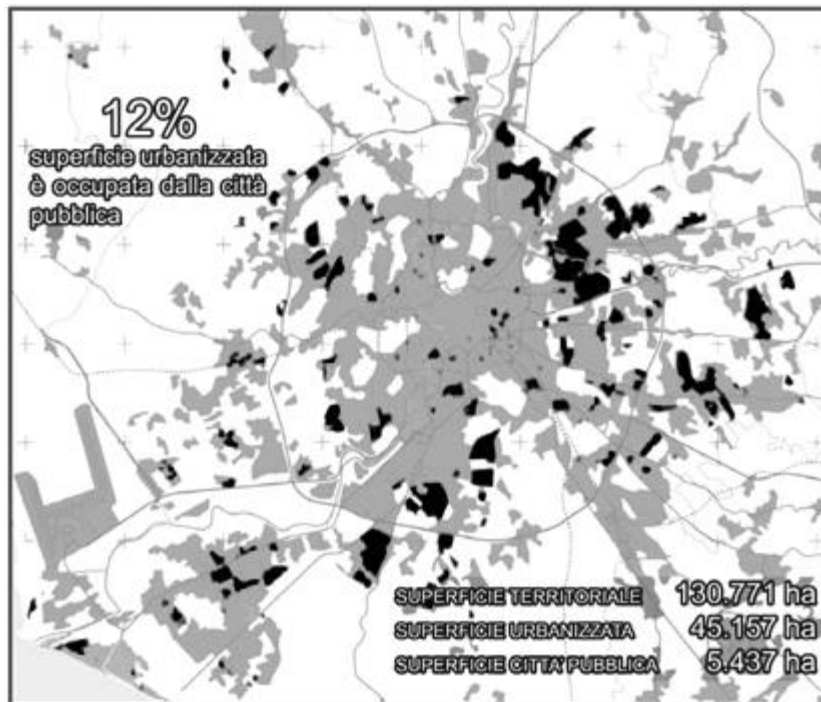 12%
superficie urbanizzata
è occupata dalla città
pubblica
SUPERFICIE TERRITORIALE 130.771 ha
SUPERFICIE URBANIZZATA 45.157 ha
SUPERFICIE CITTA' PUBBLICA 5.437 ha